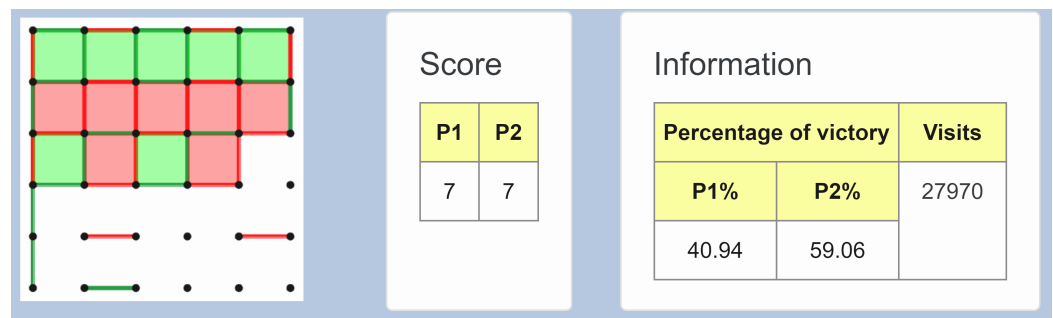 Score
P1 P2
7 7
Information
Percentage of victory Visits
P1% P2% 27970
40.94 59.06